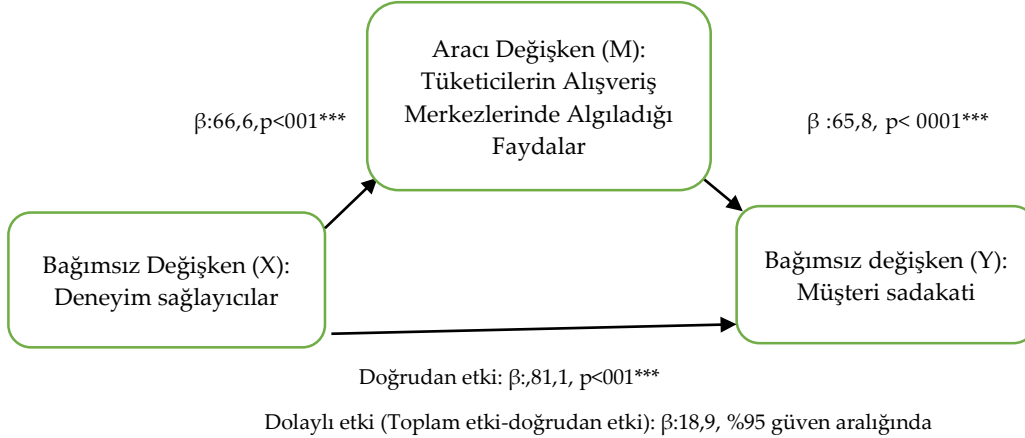 Aracı Değişken (M):
Tüketicilerin Alışveriş
Merkezlerinde Algıladığı
Faydalar
β:66,6,p<001***
β :65,8, p< 0001***
Bağımsız Değişken (X):
Deneyim sağlayıcılar
Bağımsız değişken (Y):
Müşteri sadakati
Doğrudan etki: β:,81,1, p<001***
Dolaylı etki (Toplam etki-doğrudan etki): β:18,9, %95 güven aralığında